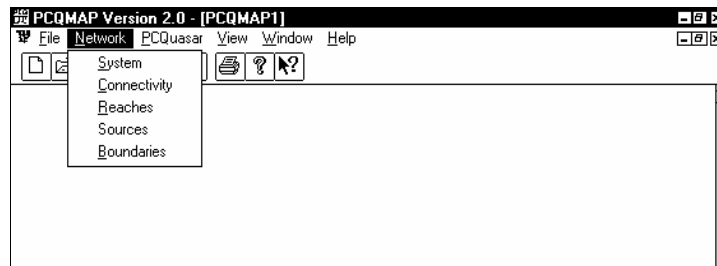 PCQMAP Version 2.0 - [PCQMAP1]
File Network PCQuasar View Window Help
System
Connectivity
Reaches
Sources
Boundaries